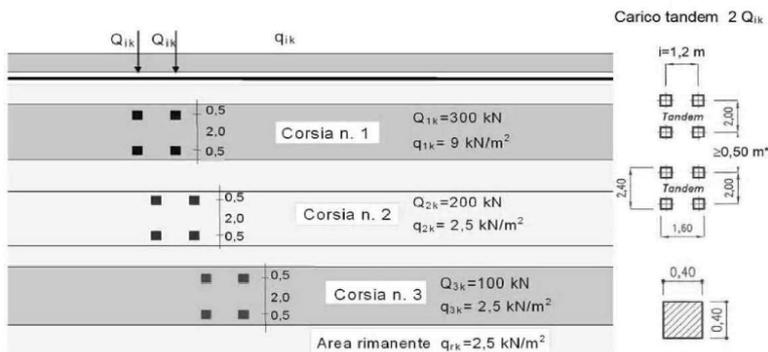 Carico tandem 2 Qik
Qik Qik qik
i=1,2 m
0,5
2,0
0,5
Corsia n. 1
Q1k=300 kN
q1k= 9 kN/m²
Tandem
2,00
≥0,50 m*
0,5
2,0
0,5
Corsia n. 2
Q2k=200 kN
q2k= 2,5 kN/m²
2,40
Tandem
2,00
1,60
0,5
2,0
0,5
Corsia n. 3
Q3k=100 kN
q3k= 2,5 kN/m²
0,40
0,40
Area rimanente qrk=2,5 kN/m²